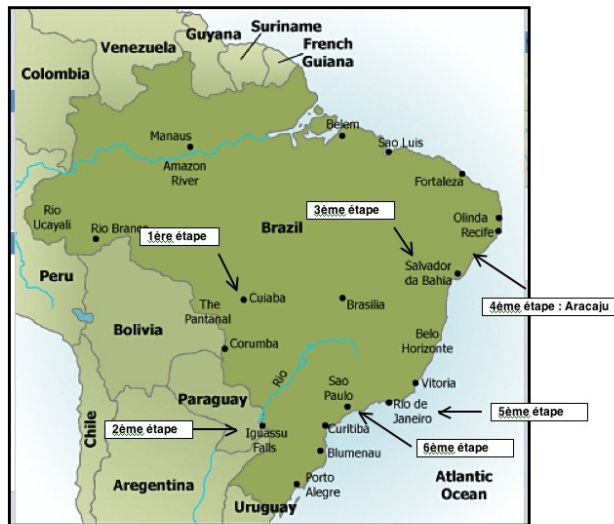 Suriname
Guyana
Venezuela
French
Guiana
Colombia
Belem
Sao Luis
Manaus
Amazon
River
Fortaleza
Rio
Ucayali
Rio Branco
3ème étape
Olinda
Recife
1ère étape
Brazil
Peru
Salvador
da Bahia
4ème étape : Aracaju
The
Pantanal
Cuiaba
Brasilia
Bolivia
Belo
Horizonte
Corumba
Rio
Sao
Paulo
Vitoria
Paraguay
Rio de
Janeiro
5ème étape
2ème étape
Iguassu
Falls
Curitiba
6ème étape
Chile
Blumenau
Aregentina
Porto
Alegre
Atlantic
Ocean
Uruguay